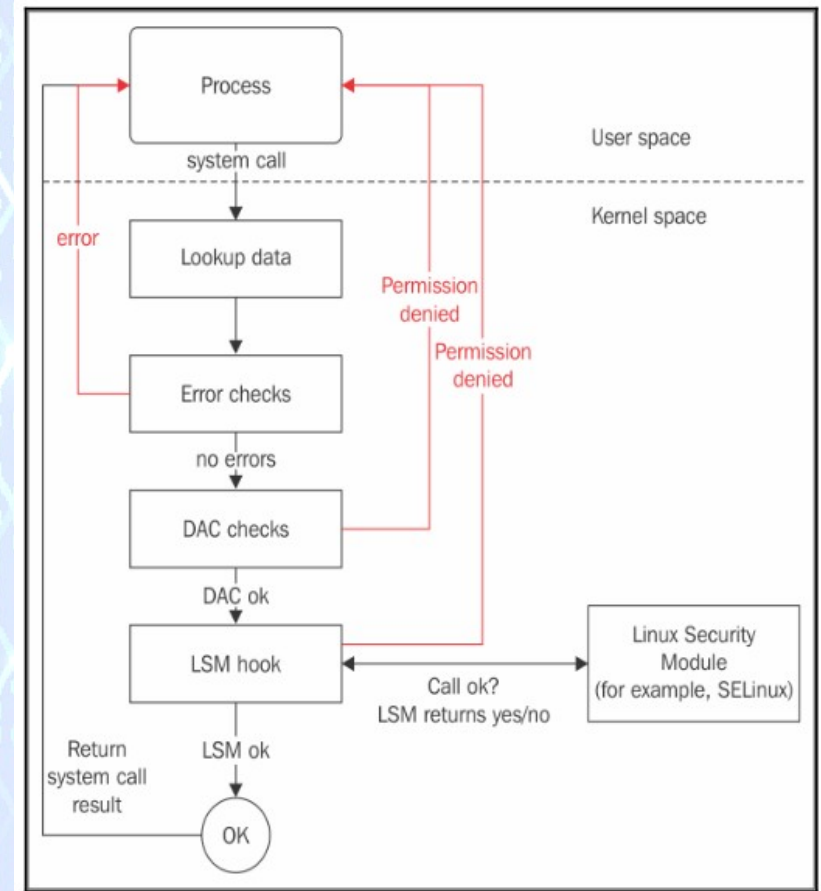 Process
User space
system call
Kernel space
error
Lookup data
Permission
denied
Permission
denied
Error checks
no errors
DAC checks
DAC ok
LSM hook
Linux Security
Module
(for example, SELinux)
Call ok?
LSM returns yes/no
Return
system call
result
LSM ok
OK